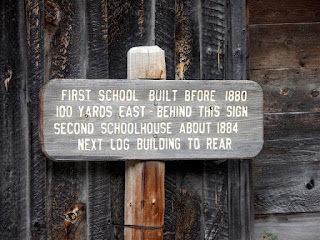 FIRST SCHOOL BUILT BFORE 1880
100 YARDS EAST - BEHIND THIS SIGN
SECOND SCHOOLHOUSE ABOUT 1884
NEXT LOG BUILDING TO REAR